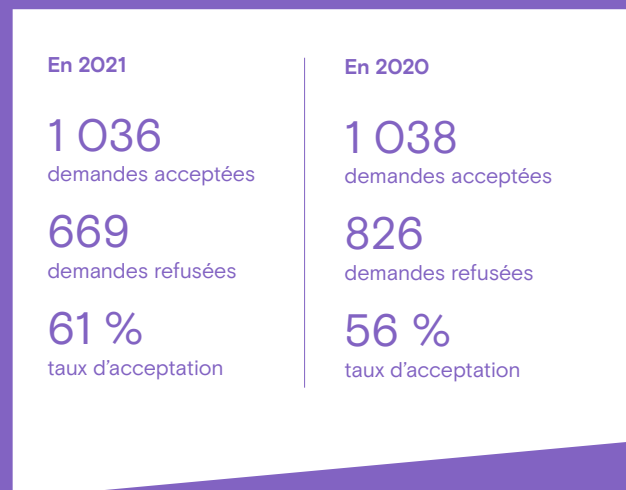 En 2021
1 036
demandes acceptées
669
demandes refusées
61 %
taux d’acceptation
En 2020
1 038
demandes acceptées
826
demandes refusées
56 %
taux d’acceptation